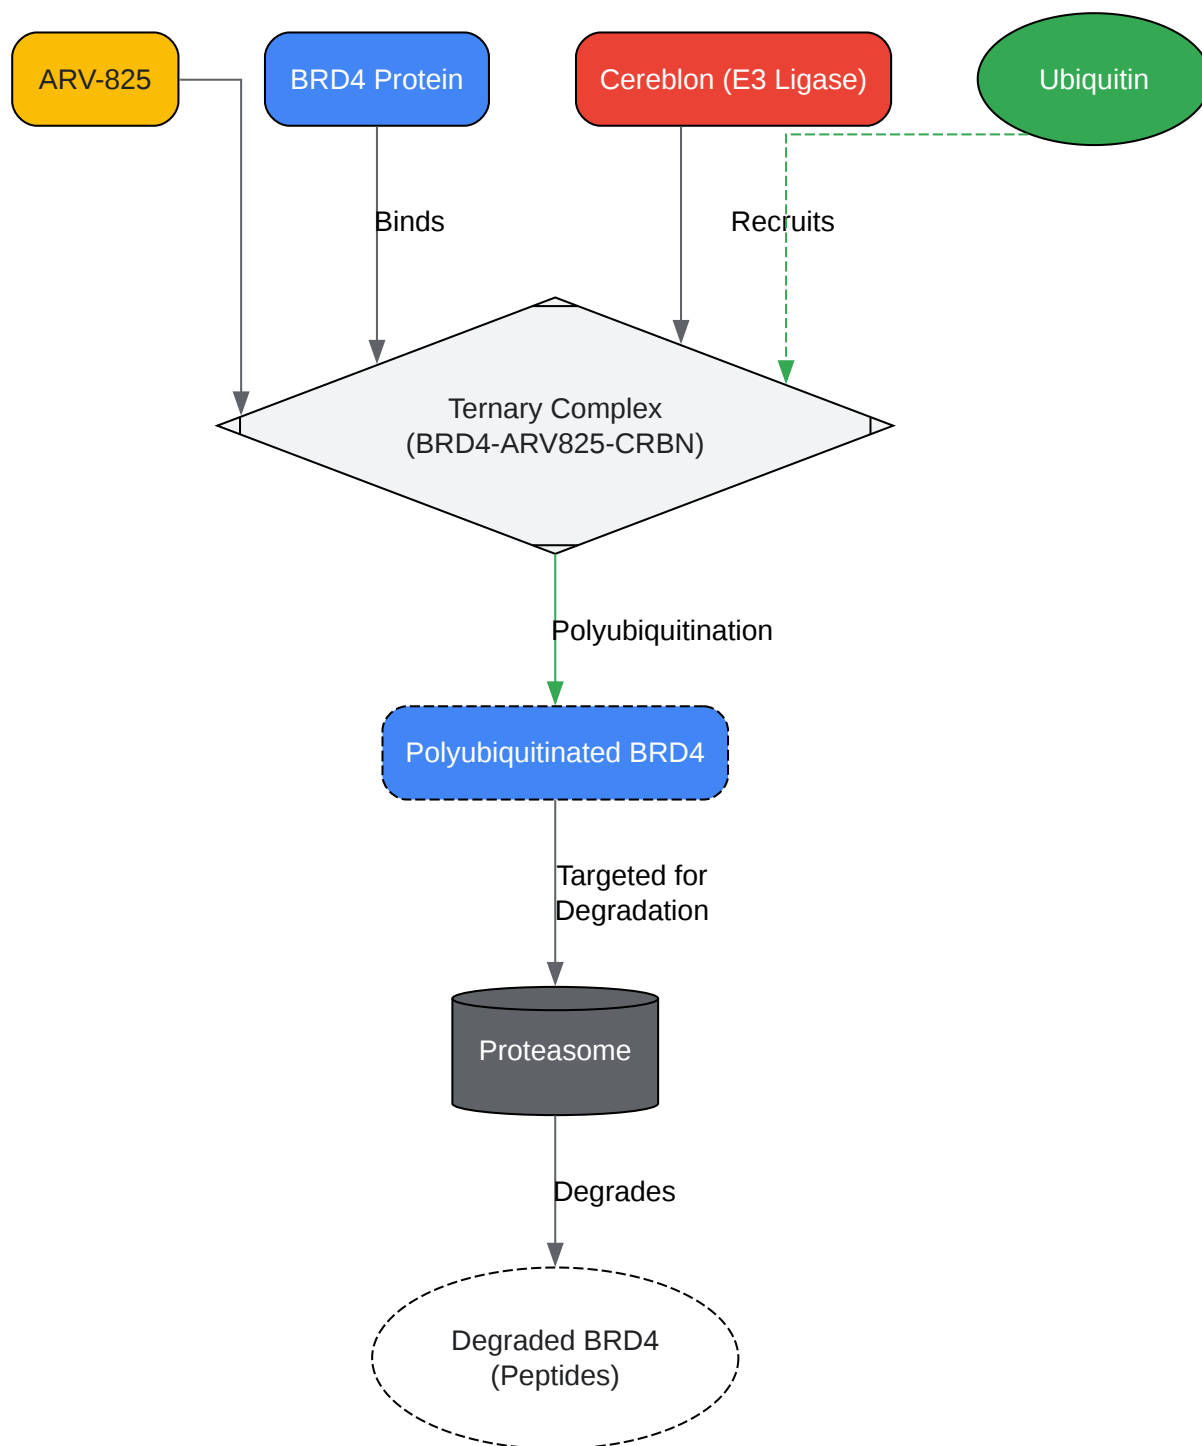 ARV-825
BRD4 Protein
Cereblon (E3 Ligase)
Ubiquitin
Binds
Recruits
Ternary Complex
(BRD4-ARV825-CRBN)
Polyubiquitination
Polyubiquitinated BRD4
Targeted for
Degradation
Proteasome
Degrades
Degraded BRD4
(Peptides)